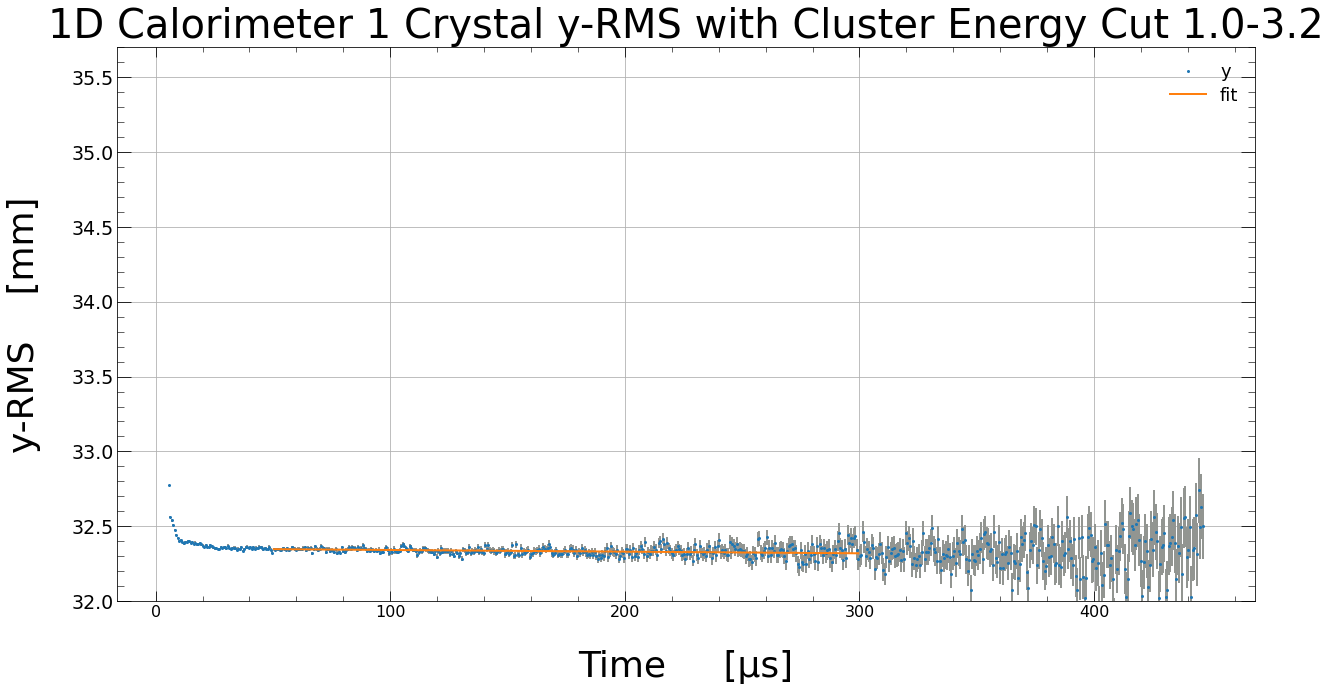 1D Calorimeter 1 Crystal y-RMS with Cluster Energy Cut 1.0-3.2
y
fit
35.5
35.0
34.5
34.0
33.5
33.0
32.5
32.0
y-RMS [mm]
0 100 200 300 400
Time [μs]